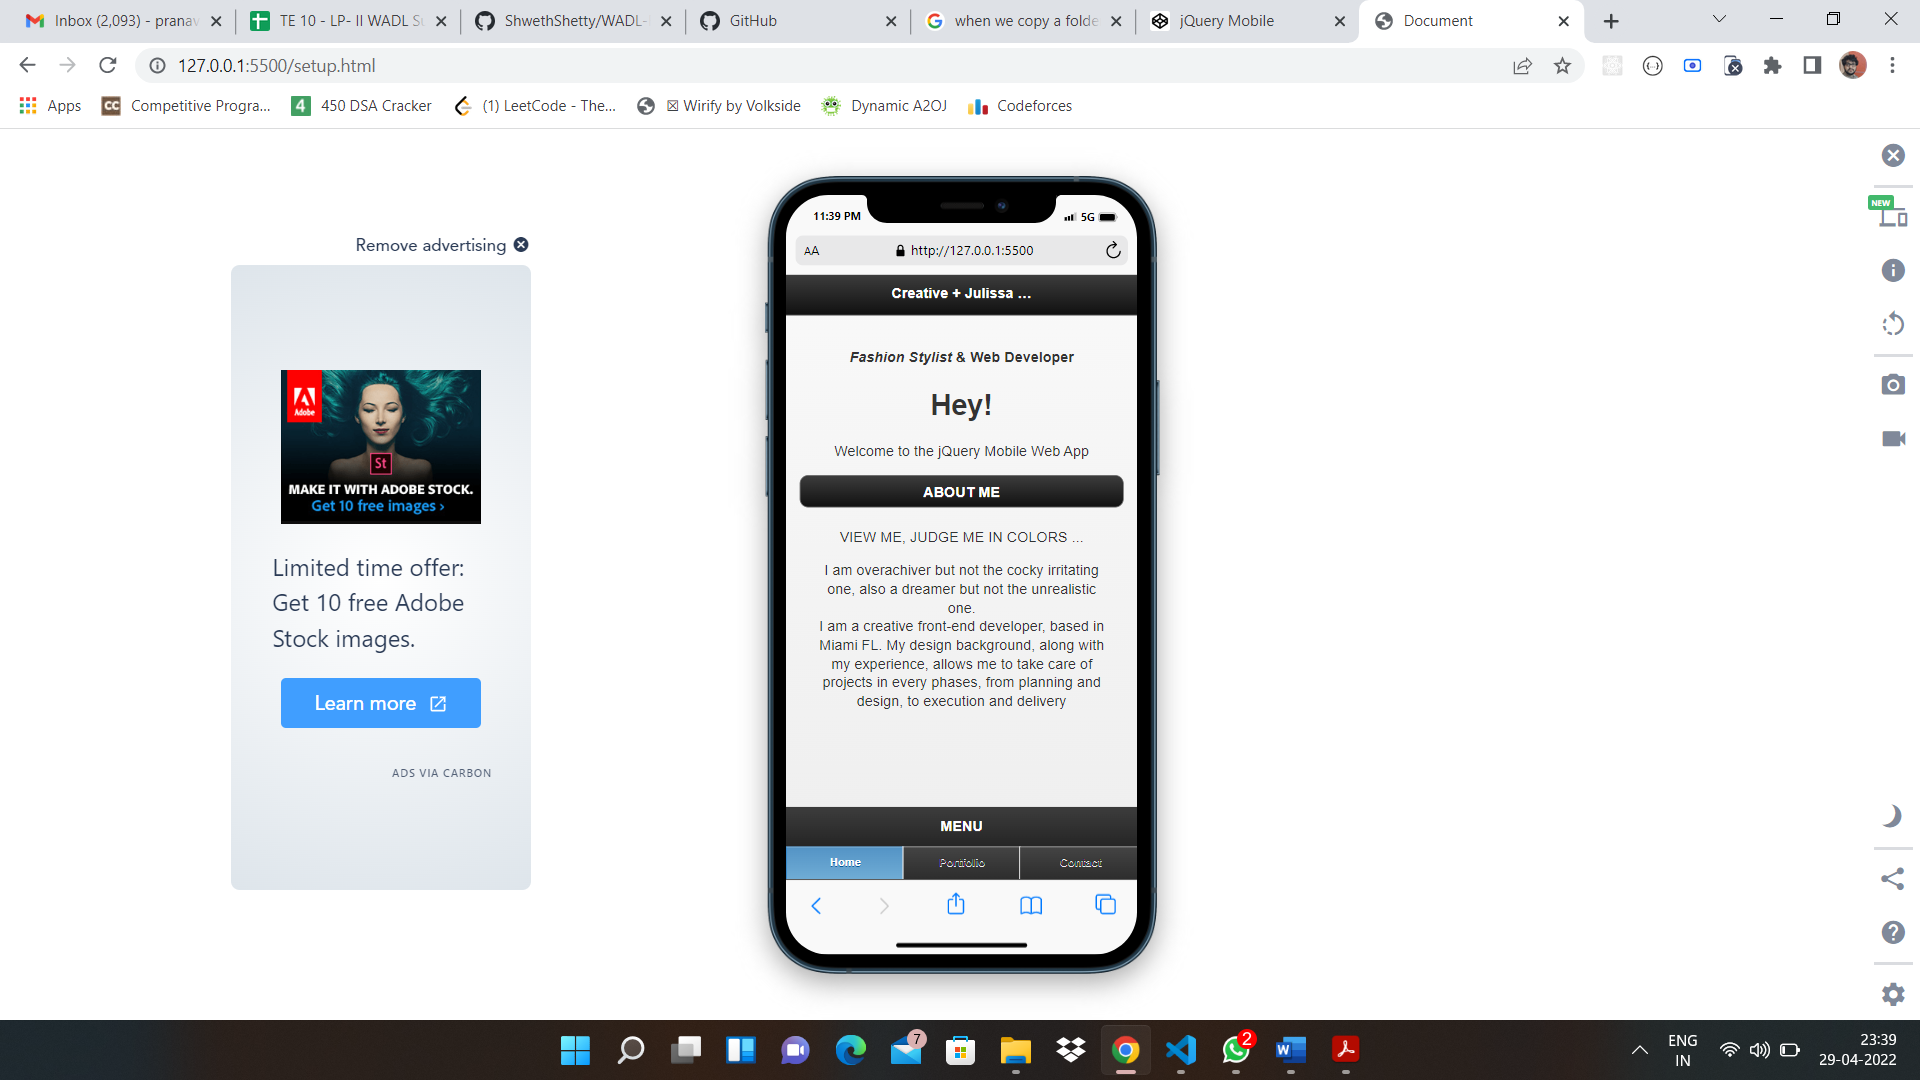 Inbox (2,093) - pranav
TE 10 - LP- II WADL Su
ShwethShetty/WADL-
GitHub
when we copy a folde
jQuery Mobile
Document
127.0.0.1:5500/setup.html
Apps
CC
Competitive Progra...
4
450 DSA Cracker
(1) LeetCode - The...
☒ Wirify by Volkside
Dynamic A2OJ
Codeforces
NEW
Remove advertising
Adobe
St
MAKE IT WITH ADOBE STOCK.
Get 10 free images ›
Limited time offer:
Get 10 free Adobe
Stock images.
Learn more
ADS VIA CARBON
11:39 PM
5G
AA
http://127.0.0.1:5500
Creative + Julissa ...
Fashion Stylist & Web Developer
Hey!
Welcome to the jQuery Mobile Web App
ABOUT ME
VIEW ME, JUDGE ME IN COLORS ...
I am overachiver but not the cocky irritating
one, also a dreamer but not the unrealistic
one.
I am a creative front-end developer, based in
Miami FL. My design background, along with
my experience, allows me to take care of
projects in every phases, from planning and
design, to execution and delivery
MENU
Home
Portfolio
Contact
7
2
ENG
IN
23:39
29-04-2022